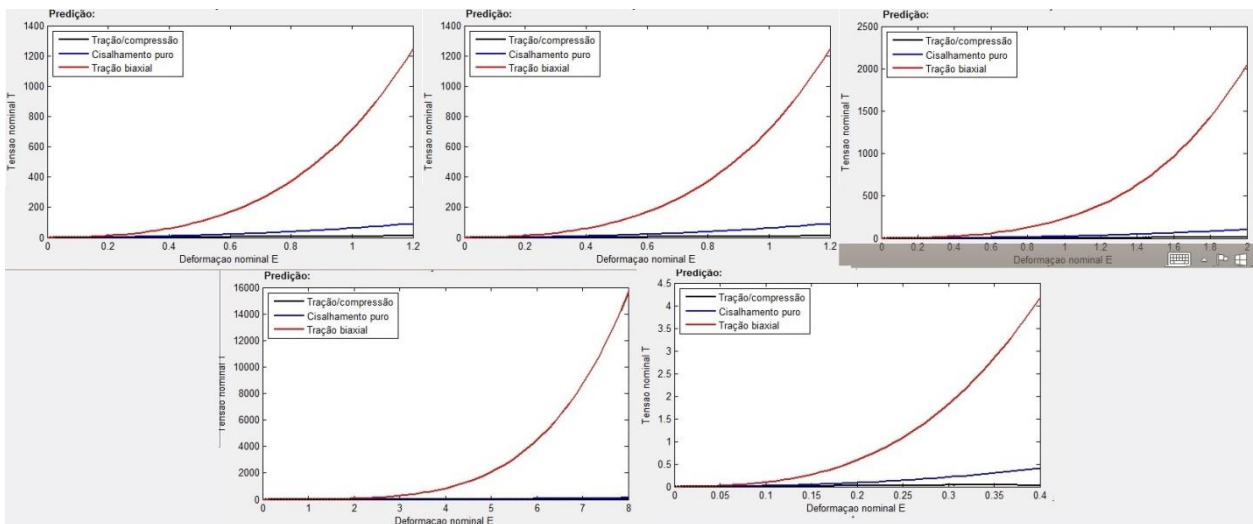 Predição:
1400
1200
1000
800
600
400
200
0
Tensao nominal T
Tração/compressão
Cisalhamento puro
Tração biaxial
0 0.2 0.4 0.6 0.8 1 1.2
Deformaçao nominal E
Predição:
1400
1200
1000
800
600
400
200
0
Tensao nominal T
Tração/compressão
Cisalhamento puro
Tração biaxial
0 0.2 0.4 0.6 0.8 1 1.2
Deformaçao nominal E
Predição:
2500
2000
1500
1000
500
0
Tensao nominal T
Tração/compressão
Cisalhamento puro
Tração biaxial
0 0.2 0.4 0.6 0.8 1 1.2 1.4 1.6 1.8 2
Deformaçao nominal E
Predição:
16000
14000
12000
10000
8000
6000
4000
2000
0
Tensao nominal T
Tração/compressão
Cisalhamento puro
Tração biaxial
0 1 2 3 4 5 6 7 8
Deformaçao nominal E
Predição:
4.5
4
3.5
3
2.5
2
1.5
1
0.5
0
Tensao nominal T
Tração/compressão
Cisalhamento puro
Tração biaxial
0 0.05 0.1 0.15 0.2 0.25 0.3 0.35 0.4
Deformaçao nominal E